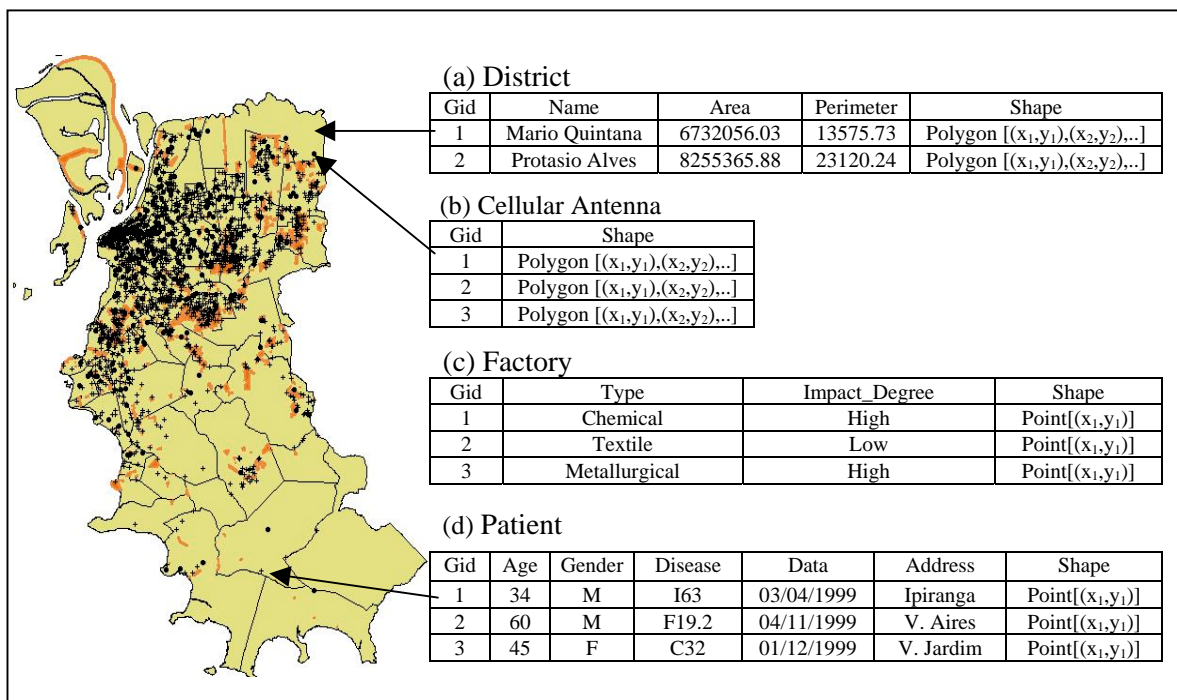 (a) District
Gid Name Area Perimeter Shape
1 Mario Quintana 6732056.03 13575.73 Polygon [(x₁,y₁),(x₂,y₂),..]
2 Protasio Alves 8255365.88 23120.24 Polygon [(x₁,y₁),(x₂,y₂),..]
(b) Cellular Antenna
Gid Shape
1 Polygon [(x₁,y₁),(x₂,y₂),..]
2 Polygon [(x₁,y₁),(x₂,y₂),..]
3 Polygon [(x₁,y₁),(x₂,y₂),..]
(c) Factory
Gid Type Impact_Degree Shape
1 Chemical High Point[(x₁,y₁)]
2 Textile Low Point[(x₁,y₁)]
3 Metallurgical High Point[(x₁,y₁)]
(d) Patient
Gid Age Gender Disease Data Address Shape
1 34 M I63 03/04/1999 Ipiranga Point[(x₁,y₁)]
2 60 M F19.2 04/11/1999 V. Aires Point[(x₁,y₁)]
3 45 F C32 01/12/1999 V. Jardim Point[(x₁,y₁)]